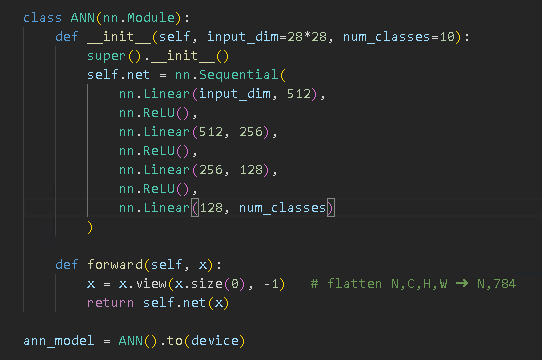 class ANN(nn.Module):
    def __init__(self, input_dim=28*28, num_classes=10):
        super().__init__()
        self.net = nn.Sequential(
            nn.Linear(input_dim, 512),
            nn.ReLU(),
            nn.Linear(512, 256),
            nn.ReLU(),
            nn.Linear(256, 128),
            nn.ReLU(),
            nn.Linear(128, num_classes)
        )
    def forward(self, x):
        x = x.view(x.size(0), -1)   # flatten N,C,H,W ➜ N,784
        return self.net(x)
ann_model = ANN().to(device)